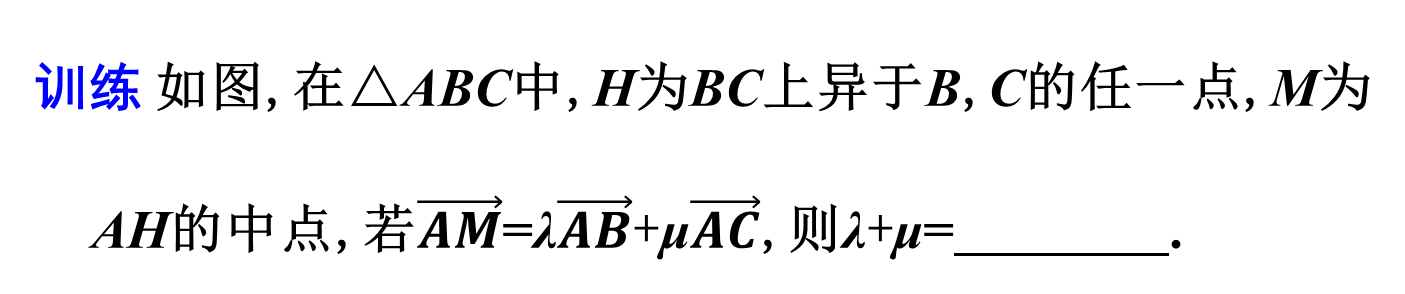 训练 如图, 在△ABC中, H为BC上异于B, C的任一点, M为
AH的中点, 若$\overrightarrow{AM}$=λ$\overrightarrow{AB}$+μ$\overrightarrow{AC}$, 则λ+μ=________.